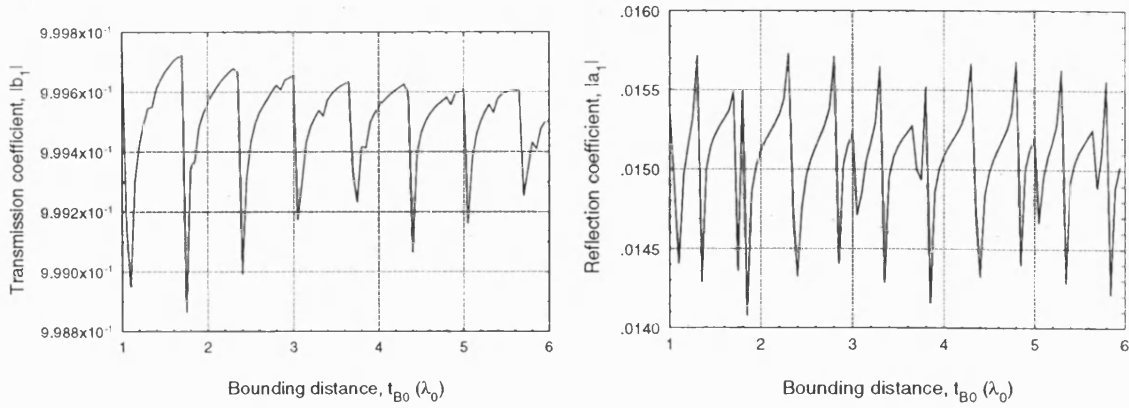 Transmission coefficient, |b₁|
9.998x10⁻¹
9.996x10⁻¹
9.994x10⁻¹
9.992x10⁻¹
9.990x10⁻¹
9.988x10⁻¹
1 2 3 4 5 6
Bounding distance, t_B0 (λ₀)
Reflection coefficient, |a₁|
.0160
.0155
.0150
.0145
.0140
1 2 3 4 5 6
Bounding distance, t_B0 (λ₀)